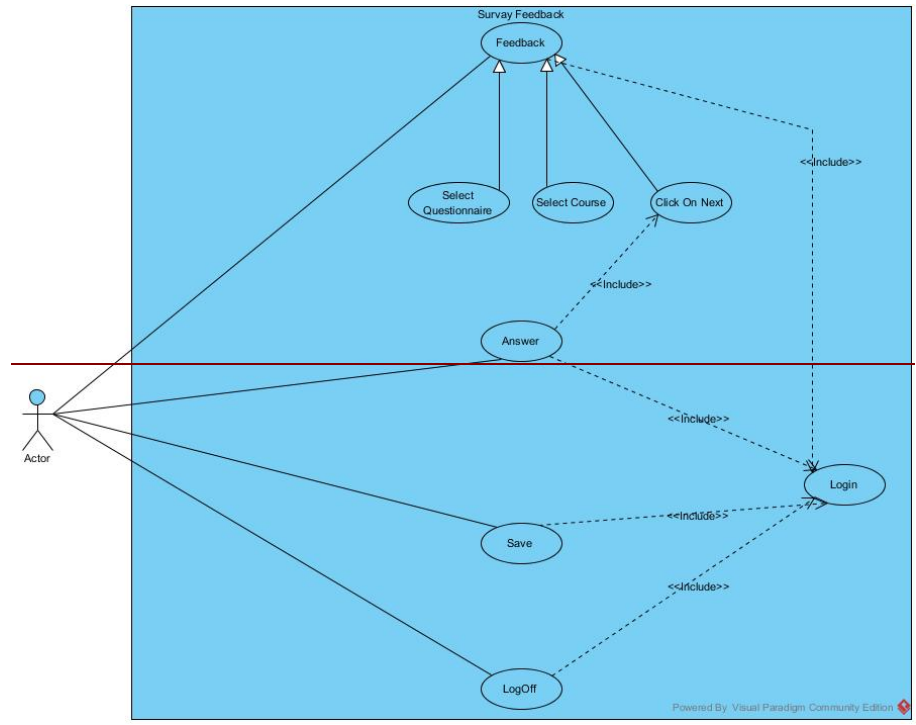 Survay Feedback
Feedback
<<Include>>
Select
Questionnaire
Select Course
Click On Next
<<Include>>
Answer
<<Include>>
Actor
Login
<<Include>>
Save
<<Include>>
LogOff
Powered By Visual Paradigm Community Edition